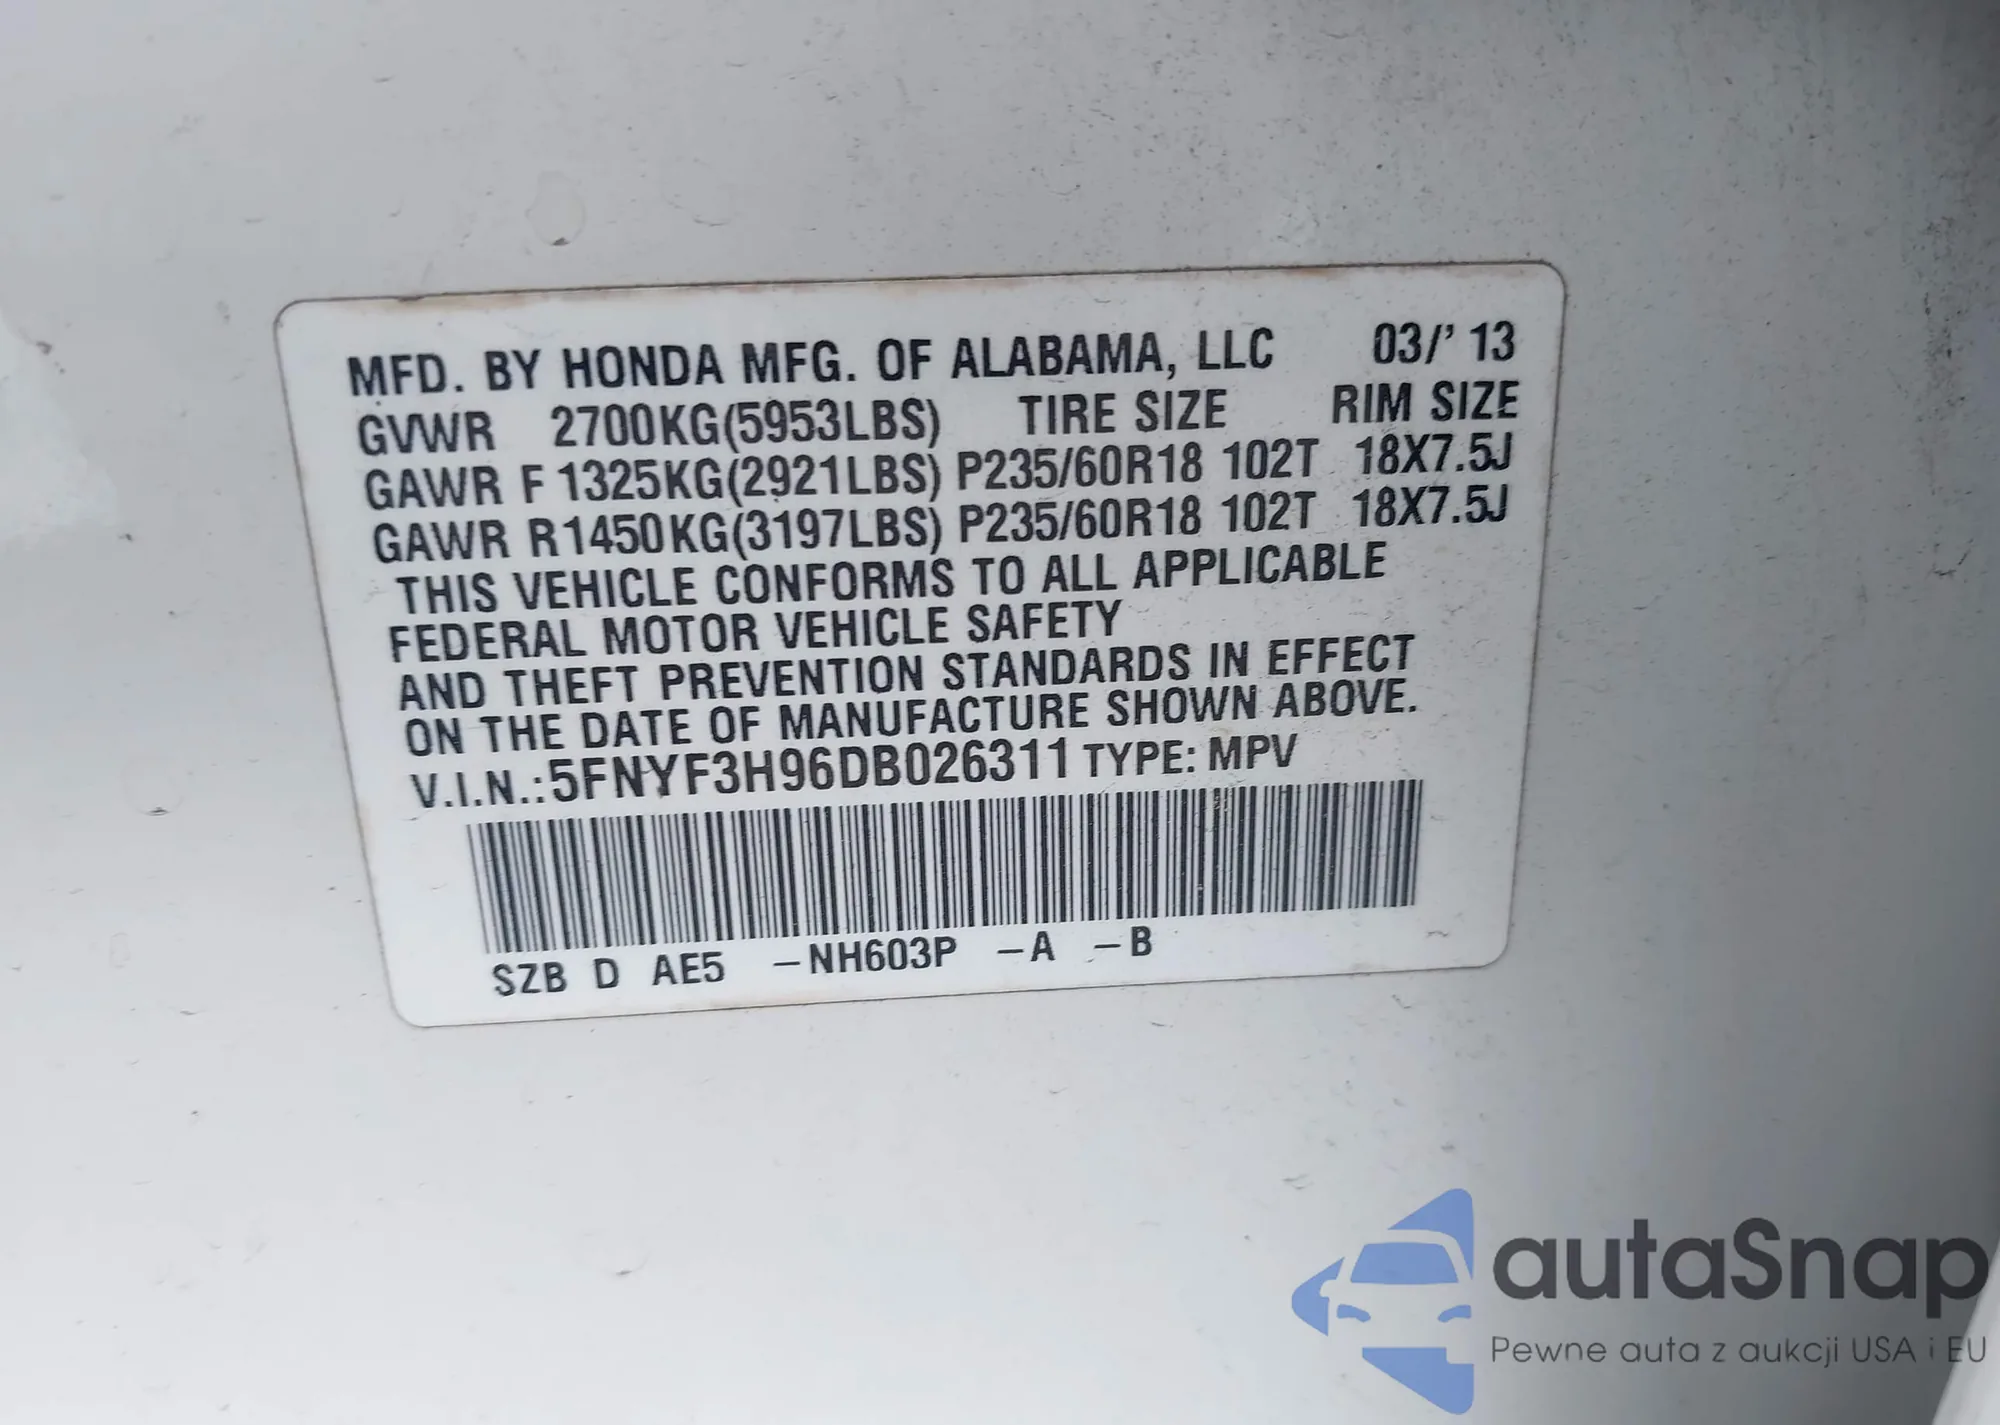 MFD. BY HONDA MFG. OF ALABAMA, LLC 03/' 13
GVWR 2700KG(5953LBS) TIRE SIZE RIM SIZE
GAWR F 1325KG(2921LBS) P235/60R18 102T 18X7.5J
GAWR R1450KG(3197LBS) P235/60R18 102T 18X7.5J
THIS VEHICLE CONFORMS TO ALL APPLICABLE
FEDERAL MOTOR VEHICLE SAFETY
AND THEFT PREVENTION STANDARDS IN EFFECT
ON THE DATE OF MANUFACTURE SHOWN ABOVE.
V.I.N.:5FNYF3H96DB026311 TYPE: MPV
SZB D AE5 –NH603P –A –B
autaSnap
Pewne auta z aukcji USA i EU